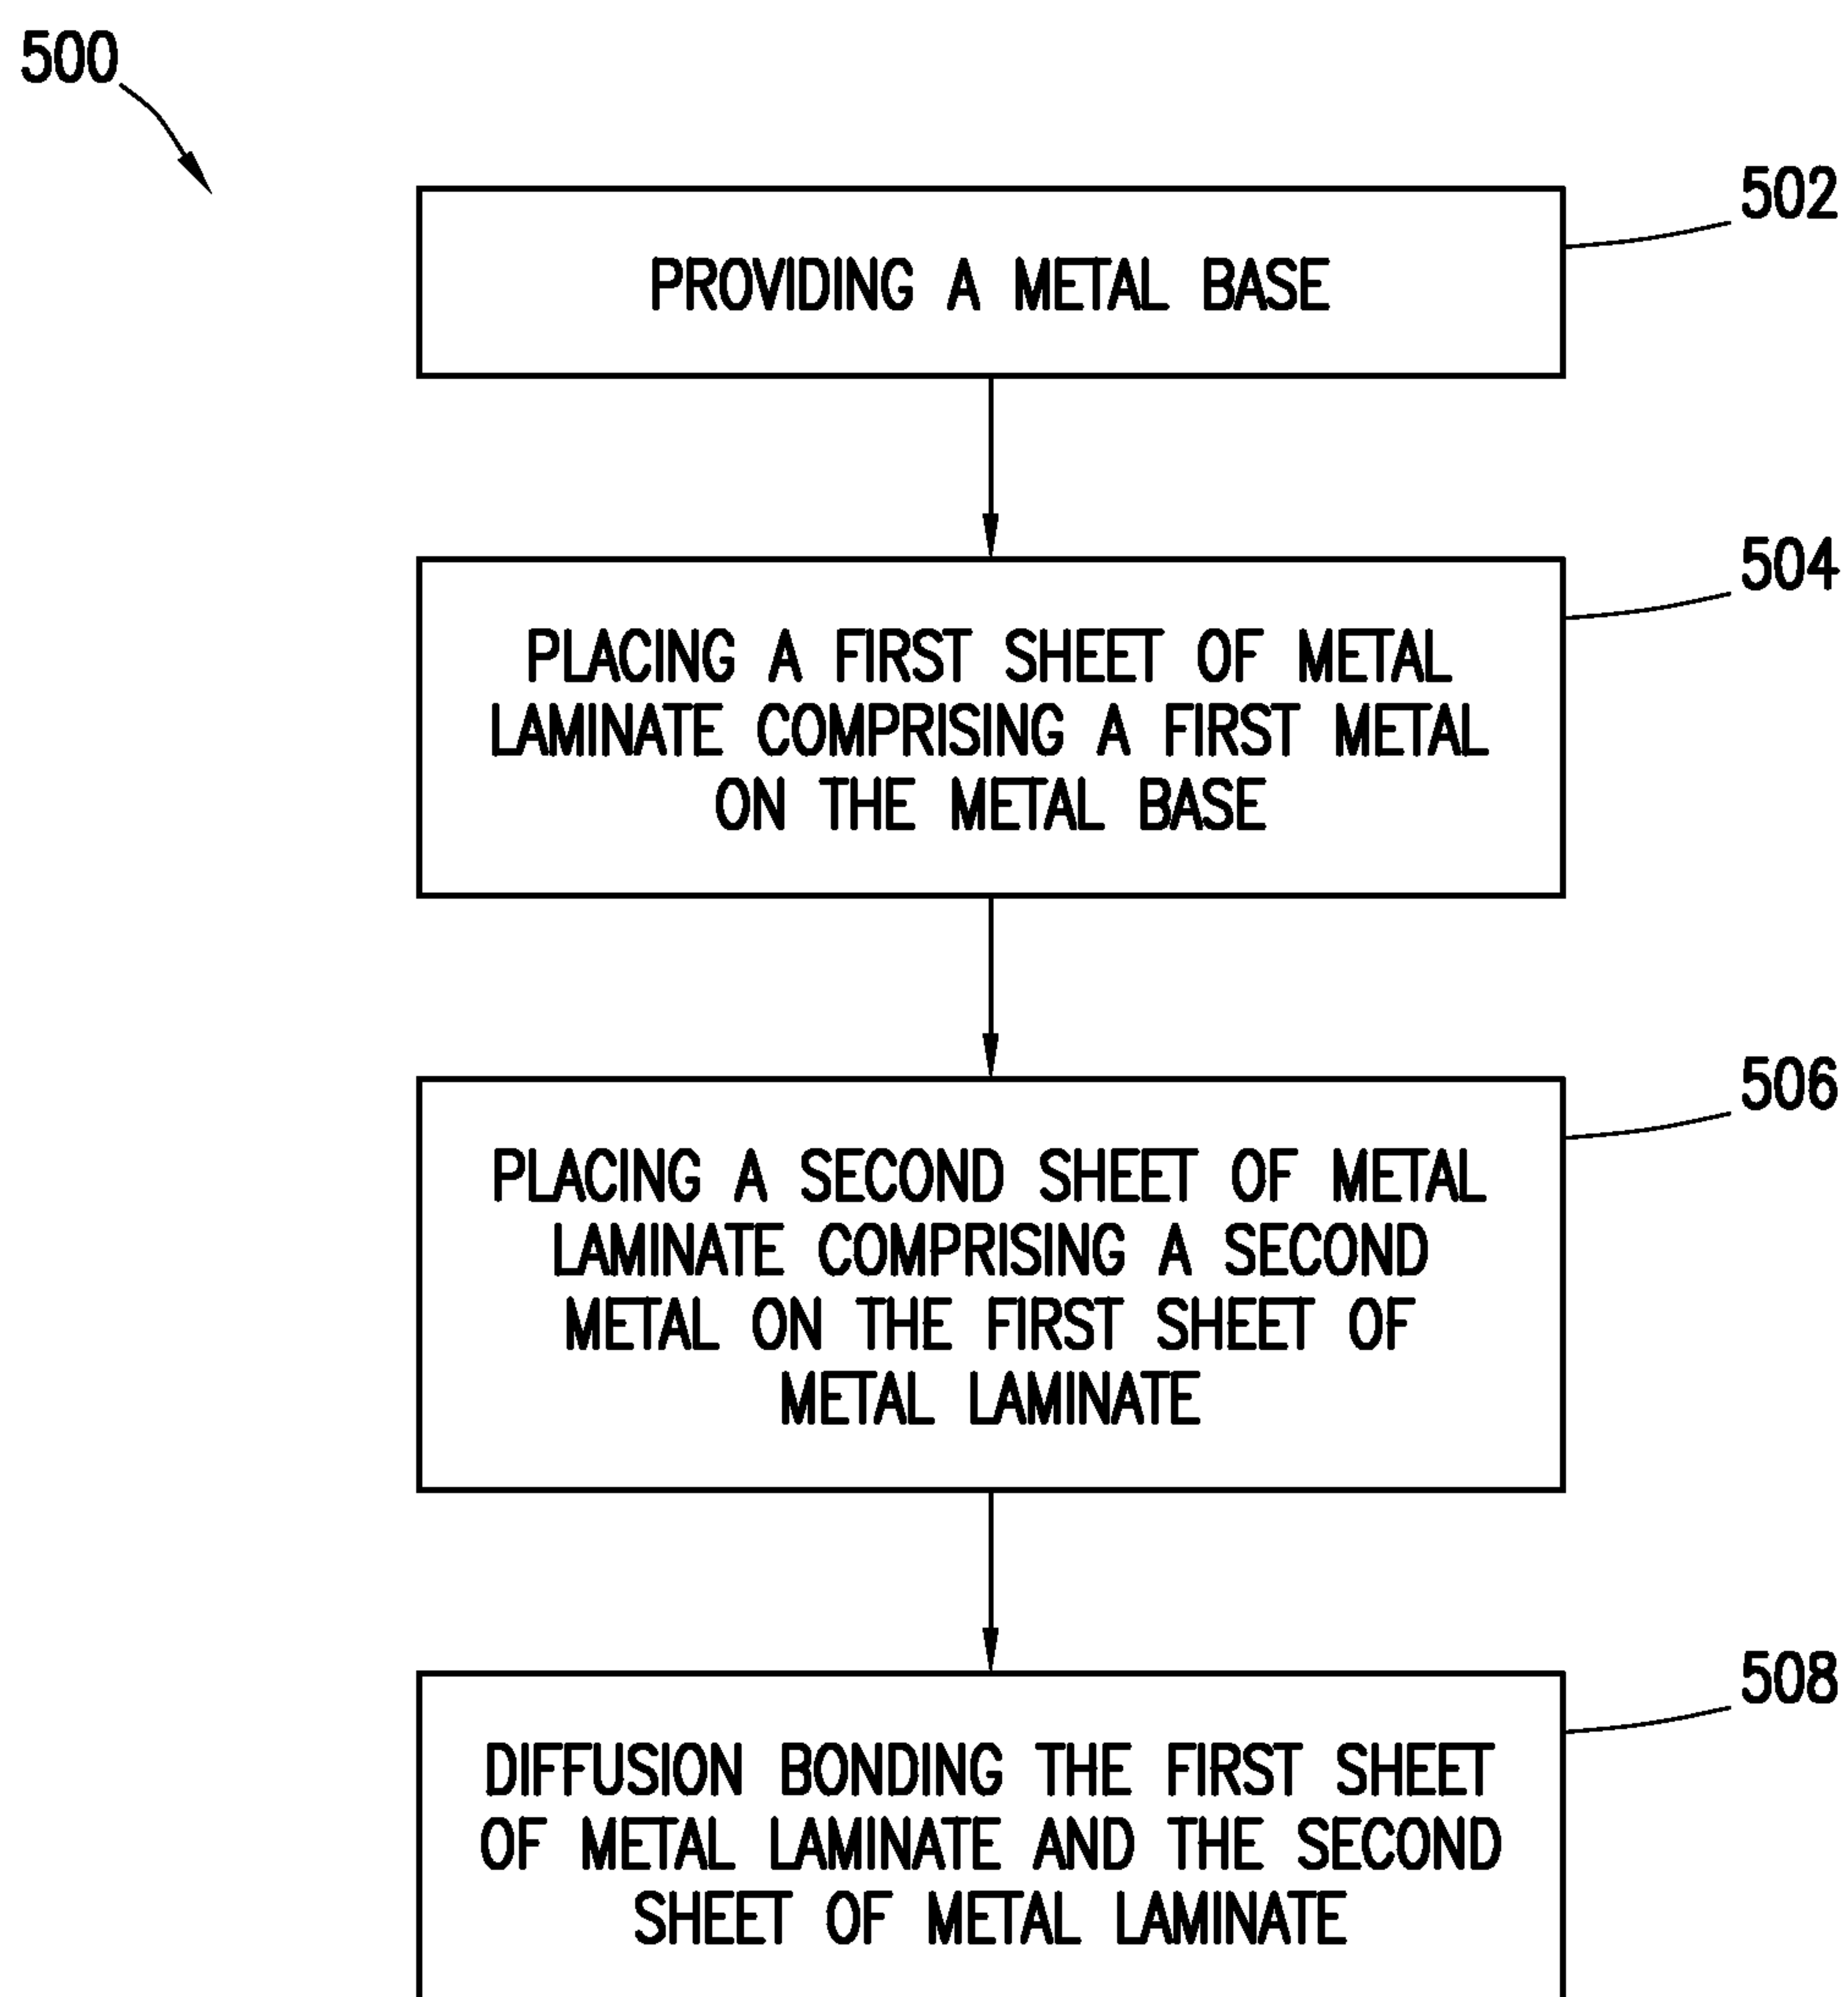 500
502
PROVIDING A METAL BASE
504
PLACING A FIRST SHEET OF METAL
LAMINATE COMPRISING A FIRST METAL
ON THE METAL BASE
506
PLACING A SECOND SHEET OF METAL
LAMINATE COMPRISING A SECOND
METAL ON THE FIRST SHEET OF
METAL LAMINATE
508
DIFFUSION BONDING THE FIRST SHEET
OF METAL LAMINATE AND THE SECOND
SHEET OF METAL LAMINATE